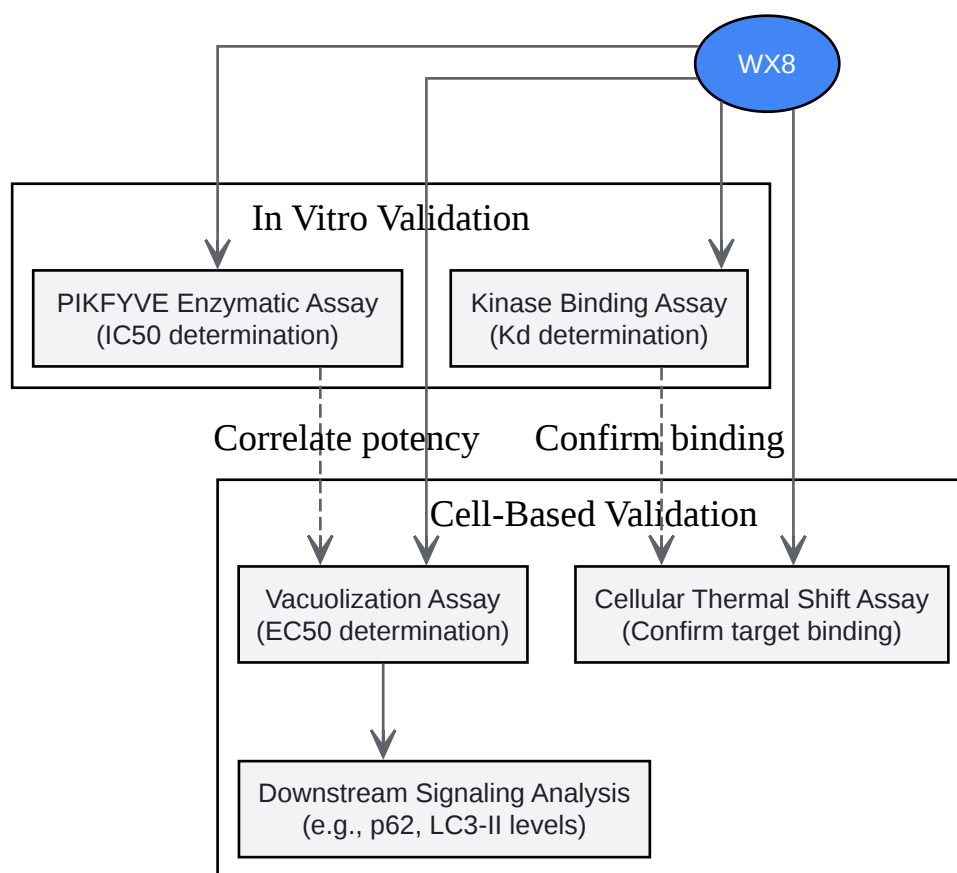 WX8
In Vitro Validation
PIKFYVE Enzymatic Assay
(IC50 determination)
Kinase Binding Assay
(Kd determination)
Correlate potency
Confirm binding
Cell-Based Validation
Vacuolization Assay
(EC50 determination)
Cellular Thermal Shift Assay
(Confirm target binding)
Downstream Signaling Analysis
(e.g., p62, LC3-II levels)